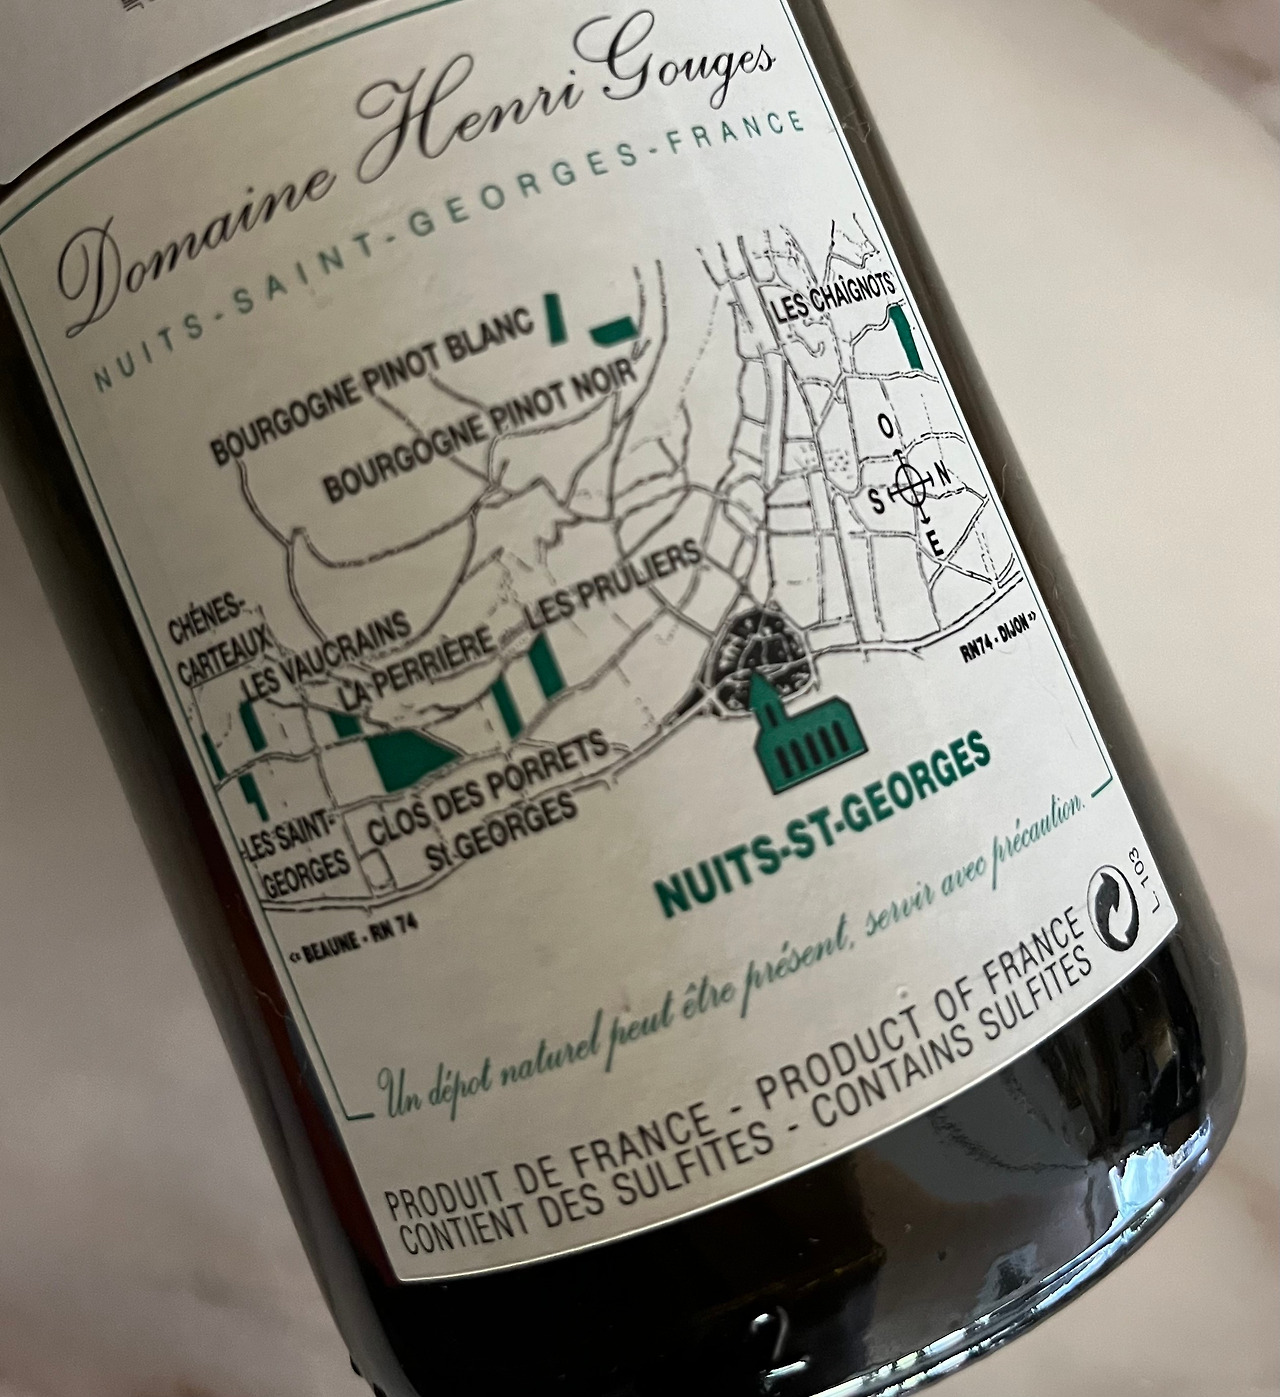 Domaine Henri Gouges
NUITS-SAINT-GEORGES-FRANCE
LES CHAÎGNOTS
BOURGOGNE PINOT BLANC
BOURGOGNE PINOT NOIR
O
S N
E
CHÊNES-
CARTEAUX
LES VAUCRAINS
LA PERRIÈRE
LES PRULIERS
RN74 - DIJON »
CLOS DES PORRETS
St-GEORGES
LES SAINT-
GEORGES
« BEAUNE - RN 74
NUITS-ST-GEORGES
Un dépot naturel peut être présent, servir avec précaution.
L-103
PRODUIT DE FRANCE - PRODUCT OF FRANCE
CONTIENT DES SULFITES - CONTAINS SULFITES